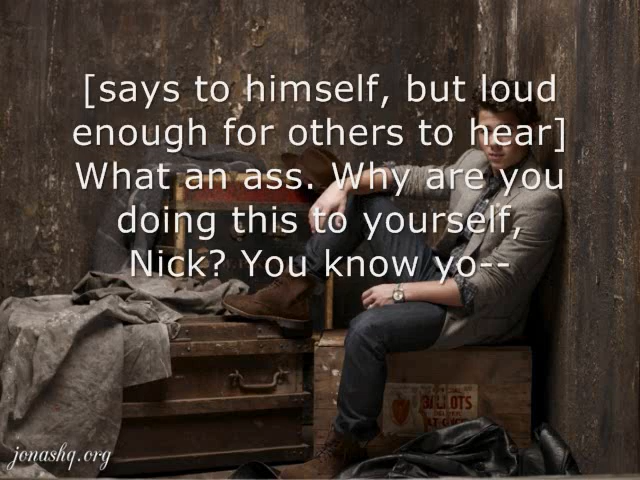 [says to himself, but loud
enough for others to hear]
What an ass. Why are you
doing this to yourself,
Nick? You know yo--
jonashq.org